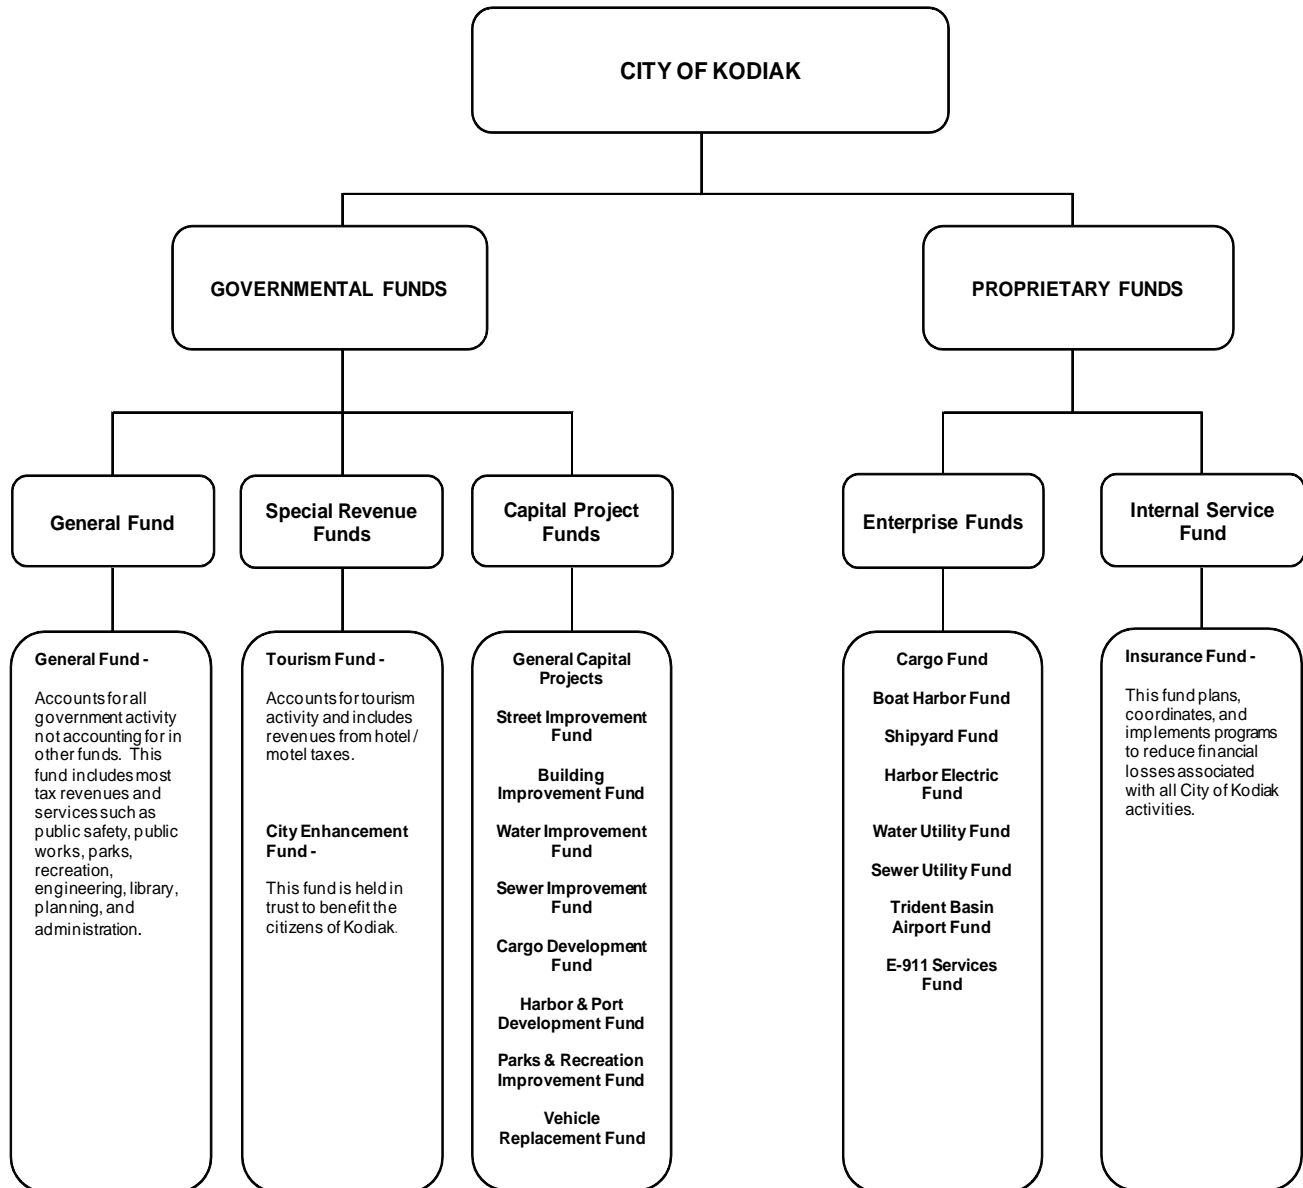 CITY OF KODIAK
GOVERNMENTAL FUNDS
PROPRIETARY FUNDS
General Fund
Special Revenue
Funds
Capital Project
Funds
Enterprise Funds
Internal Service
Fund
General Fund -
Accounts for all
government activity
not accounting for in
other funds. This
fund includes most
tax revenues and
services such as
public safety, public
works, parks,
recreation,
engineering, library,
planning, and
administration.
Tourism Fund -
Accounts for tourism
activity and includes
revenues from hotel /
motel taxes.
City Enhancement
Fund -
This fund is held in
trust to benefit the
citizens of Kodiak.
General Capital
Projects
Street Improvement
Fund
Building
Improvement Fund
Water Improvement
Fund
Sewer Improvement
Fund
Cargo Development
Fund
Harbor & Port
Development Fund
Parks & Recreation
Improvement Fund
Vehicle
Replacement Fund
Cargo Fund
Boat Harbor Fund
Shipyard Fund
Harbor Electric
Fund
Water Utility Fund
Sewer Utility Fund
Trident Basin
Airport Fund
E-911 Services
Fund
Insurance Fund -
This fund plans,
coordinates, and
implements programs
to reduce financial
losses associated
with all City of Kodiak
activities.